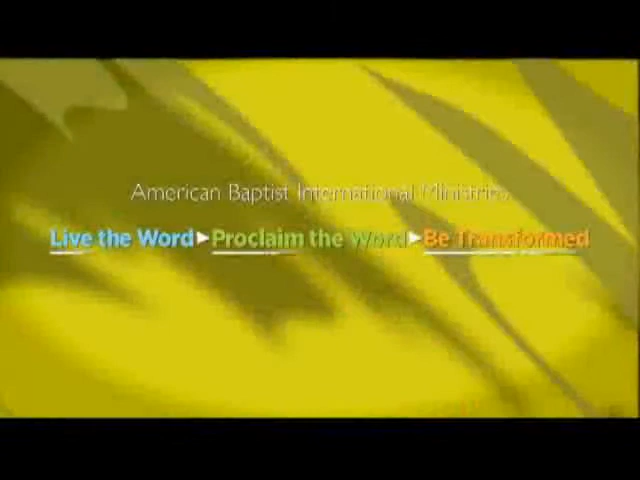 American Baptist International Ministries
Live the Word▸Proclaim the Word▸Be Transformed